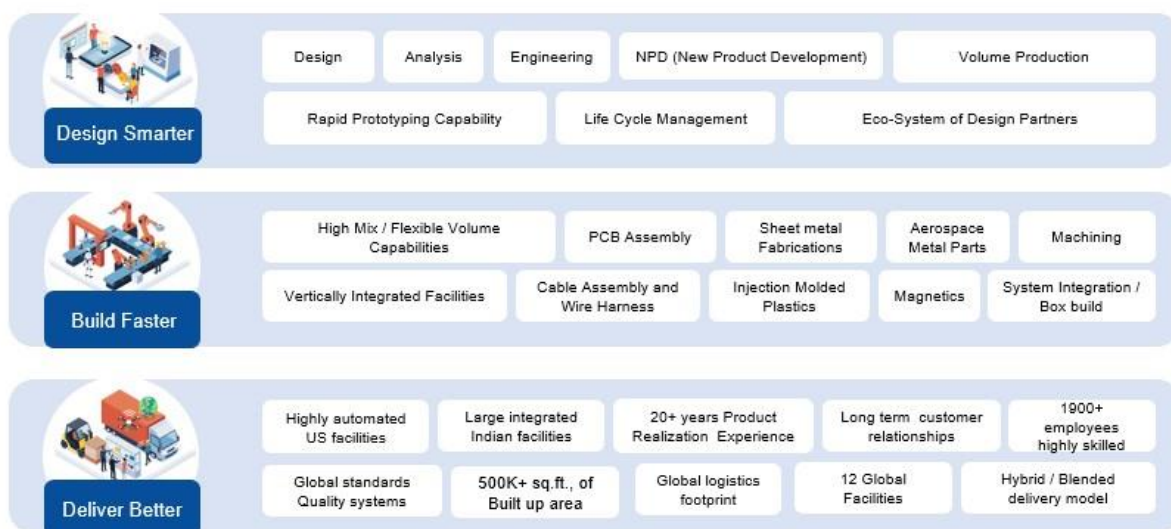 Design Smarter
Design
Analysis
Engineering
NPD (New Product Development)
Volume Production
Rapid Prototyping Capability
Life Cycle Management
Eco-System of Design Partners
Build Faster
High Mix / Flexible Volume
Capabilities
PCB Assembly
Sheet metal
Fabrications
Aerospace
Metal Parts
Machining
Vertically Integrated Facilities
Cable Assembly and
Wire Harness
Injection Molded
Plastics
Magnetics
System Integration /
Box build
Deliver Better
Highly automated
US facilities
Large integrated
Indian facilities
20+ years Product
Realization Experience
Long term customer
relationships
1900+
employees
highly skilled
Global standards
Quality systems
500K+ sq.ft., of
Built up area
Global logistics
footprint
12 Global
Facilities
Hybrid / Blended
delivery model